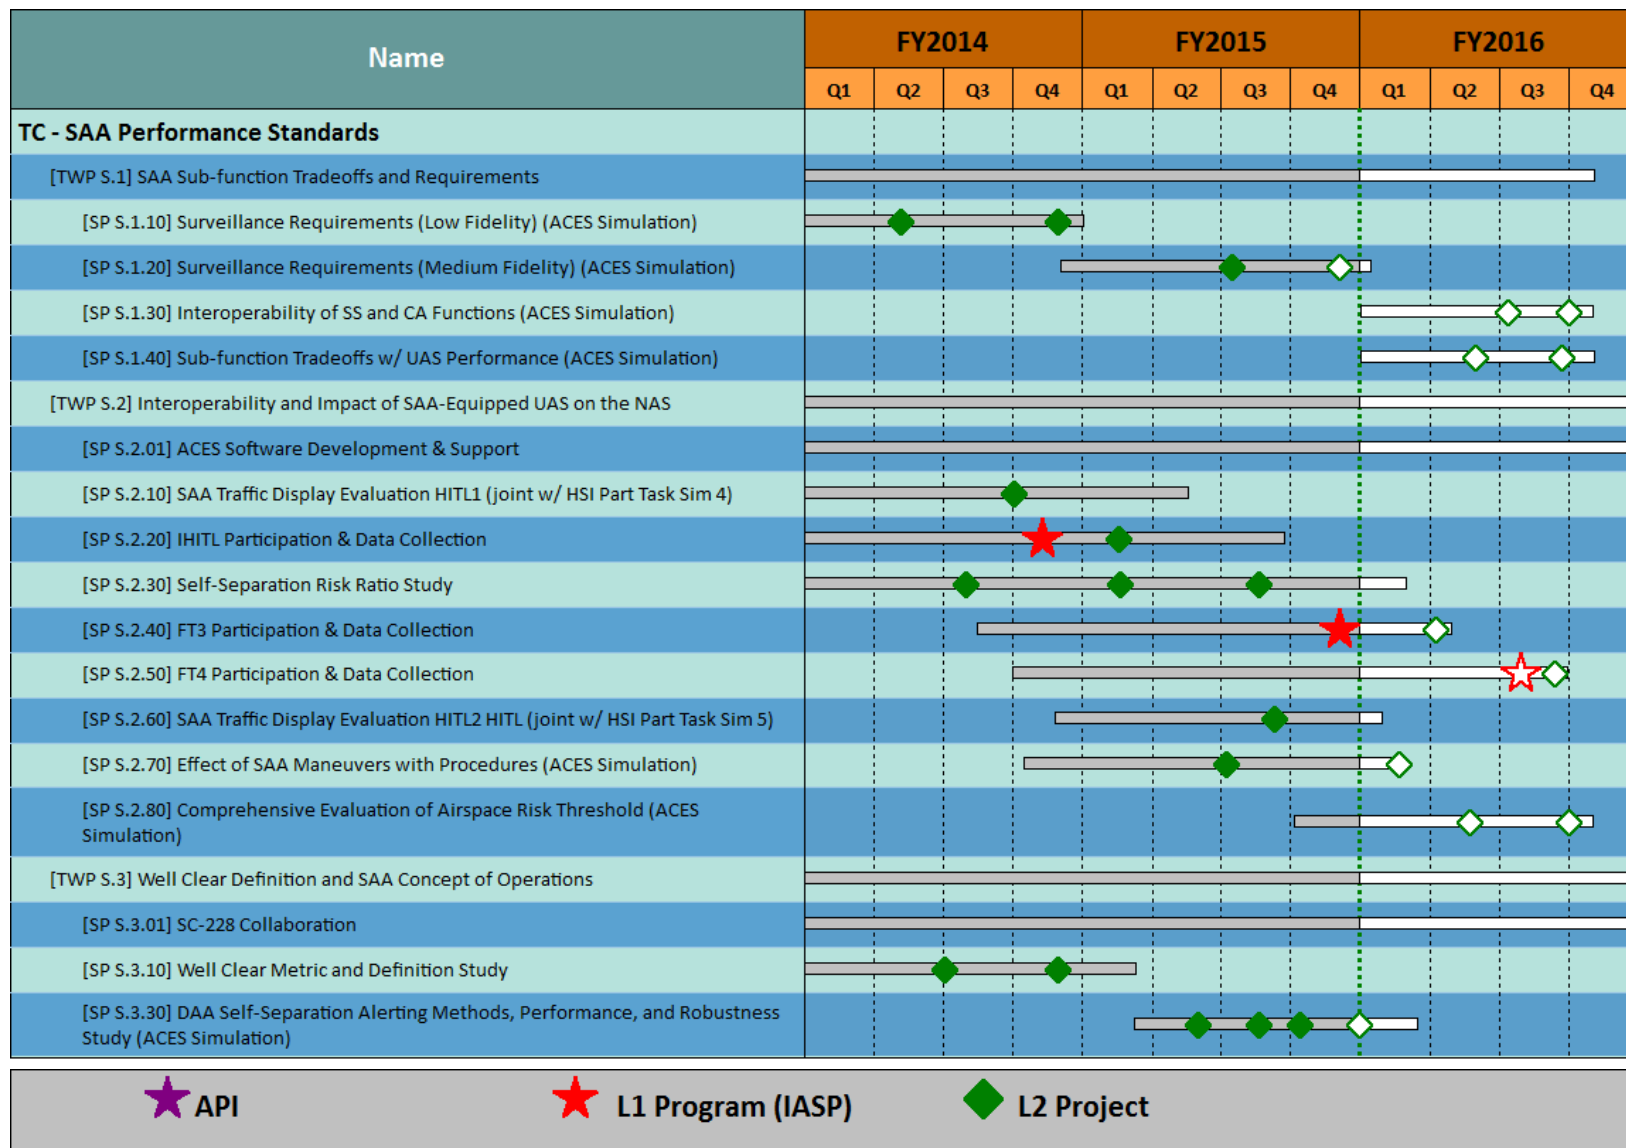 Name
FY2014 FY2015 FY2016
Q1 Q2 Q3 Q4 Q1 Q2 Q3 Q4 Q1 Q2 Q3 Q4
TC - SAA Performance Standards
[TWP S.1] SAA Sub-function Tradeoffs and Requirements
[SP S.1.10] Surveillance Requirements (Low Fidelity) (ACES Simulation)
[SP S.1.20] Surveillance Requirements (Medium Fidelity) (ACES Simulation)
[SP S.1.30] Interoperability of SS and CA Functions (ACES Simulation)
[SP S.1.40] Sub-function Tradeoffs w/ UAS Performance (ACES Simulation)
[TWP S.2] Interoperability and Impact of SAA-Equipped UAS on the NAS
[SP S.2.01] ACES Software Development & Support
[SP S.2.10] SAA Traffic Display Evaluation HITL1 (joint w/ HSI Part Task Sim 4)
[SP S.2.20] IHITL Participation & Data Collection
[SP S.2.30] Self-Separation Risk Ratio Study
[SP S.2.40] FT3 Participation & Data Collection
[SP S.2.50] FT4 Participation & Data Collection
[SP S.2.60] SAA Traffic Display Evaluation HITL2 HITL (joint w/ HSI Part Task Sim 5)
[SP S.2.70] Effect of SAA Maneuvers with Procedures (ACES Simulation)
[SP S.2.80] Comprehensive Evaluation of Airspace Risk Threshold (ACES
Simulation)
[TWP S.3] Well Clear Definition and SAA Concept of Operations
[SP S.3.01] SC-228 Collaboration
[SP S.3.10] Well Clear Metric and Definition Study
[SP S.3.30] DAA Self-Separation Alerting Methods, Performance, and Robustness
Study (ACES Simulation)
API L1 Program (IASP) L2 Project